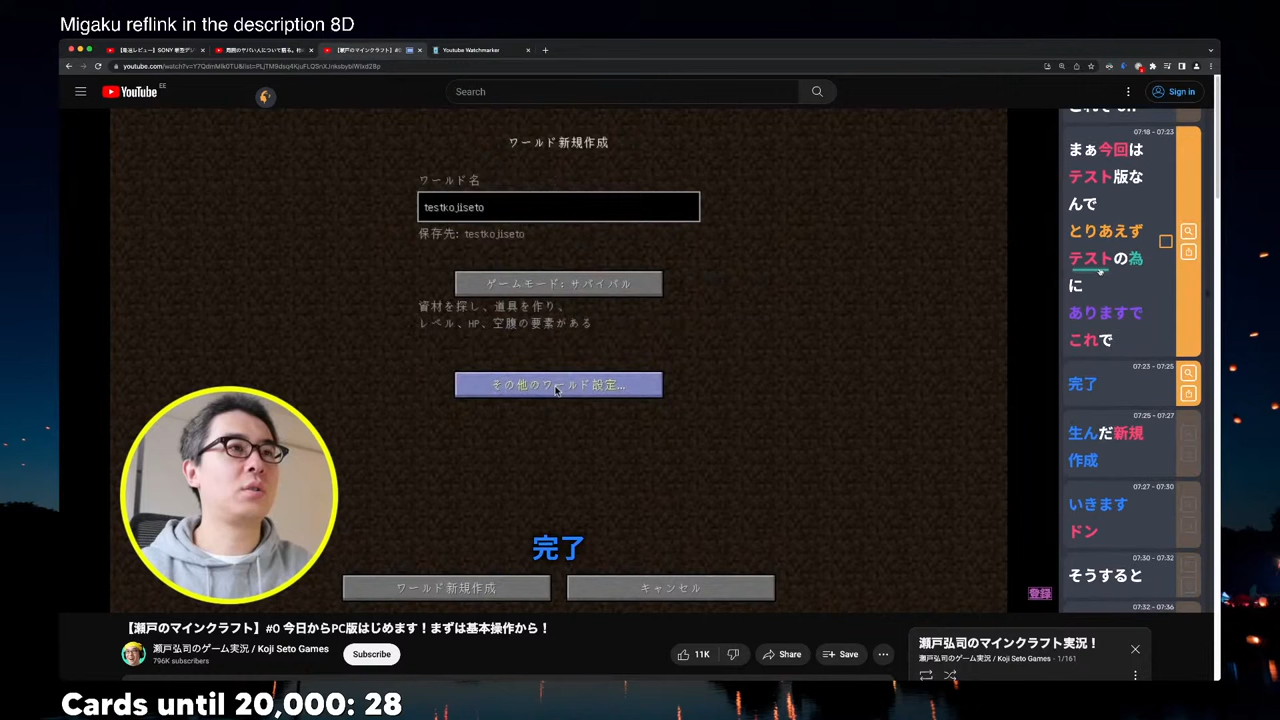 Migaku reflink in the description 8D
Youtube Watchmarker
YouTube EE
Search
Sign in
ワールド新規作成
ワールド名
testkojiseto
保存先: testkojiseto
ゲームモード: サバイバル
資材を探し、道具を作り、
レベル、HP、空腹の要素がある
その他のワールド設定...
完了
ワールド新規作成
キャンセル
07:18 - 07:23
まぁ今回は
テスト版な
んで
とりあえず
テストの為
に
ありますで
これで
07:23 - 07:25
完了
07:25 - 07:27
生んだ新規
作成
07:27 - 07:30
いきます
ドン
07:30 - 07:32
そうすると
07:32 - 07:36
登録
【瀬戸のマインクラフト】#0 今日からPC版はじめます！まずは基本操作から！
瀬戸弘司のゲーム実況 / Koji Seto Games
796K subscribers
Subscribe
11K
Share
Save
瀬戸弘司のマインクラフト実況！
瀬戸弘司のゲーム実況 / Koji Seto Games - 1/161
Cards until 20,000: 28